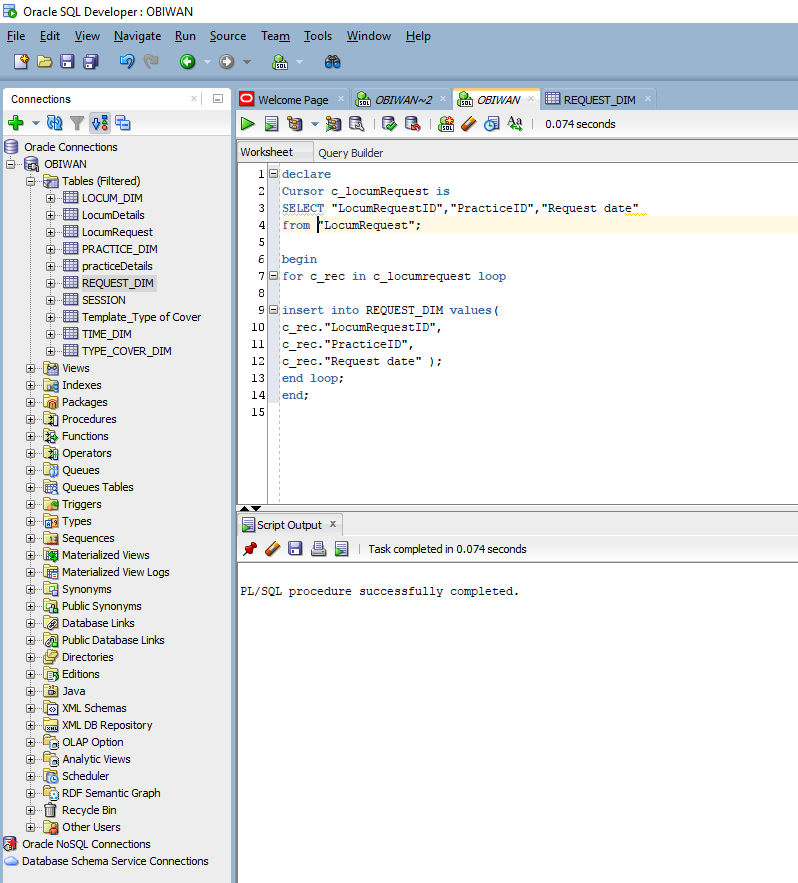 Oracle SQL Developer : OBIWAN
File Edit View Navigate Run Source Team Tools Window Help
Connections
Oracle Connections
OBIWAN
Tables (Filtered)
LOCUM_DIM
LocumDetails
LocumRequest
PRACTICE_DIM
practiceDetails
REQUEST_DIM
SESSION
Template_Type of Cover
TIME_DIM
TYPE_COVER_DIM
Views
Indexes
Packages
Procedures
Functions
Operators
Queues
Queues Tables
Triggers
Types
Sequences
Materialized Views
Materialized View Logs
Synonyms
Public Synonyms
Database Links
Public Database Links
Directories
Editions
Java
XML Schemas
XML DB Repository
OLAP Option
Analytic Views
Scheduler
RDF Semantic Graph
Recycle Bin
Other Users
Oracle NoSQL Connections
Database Schema Service Connections
Welcome Page OBIWAN~2 OBIWAN REQUEST_DIM
0.074 seconds
Worksheet Query Builder
1 declare
2 Cursor c_locumRequest is
3 SELECT "LocumRequestID","PracticeID","Request date"
4 from "LocumRequest";
5
6 begin
7 for c_rec in c_locumrequest loop
8
9 insert into REQUEST_DIM values(
10 c_rec."LocumRequestID",
11 c_rec."PracticeID",
12 c_rec."Request date" );
13 end loop;
14 end;
15
Script Output
Task completed in 0.074 seconds
PL/SQL procedure successfully completed.